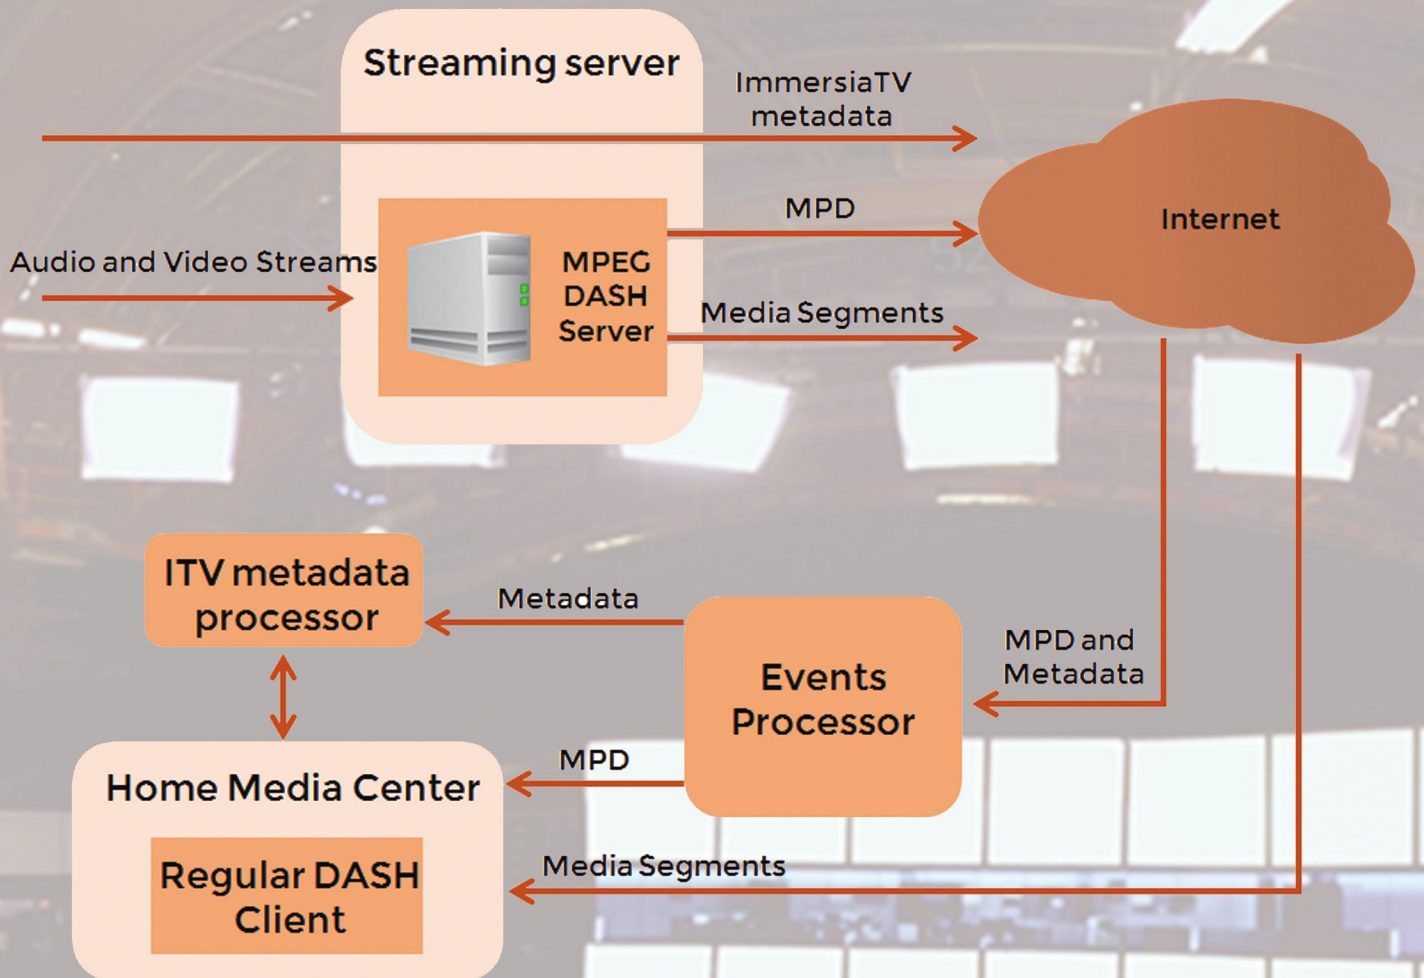 Streaming server
ImmersiaTV
metadata
MPD
Internet
Audio and Video Streams
MPEG
DASH
Server
Media Segments
ITV metadata
processor
Metadata
MPD and
Metadata
Events
Processor
MPD
Home Media Center
Media Segments
Regular DASH
Client